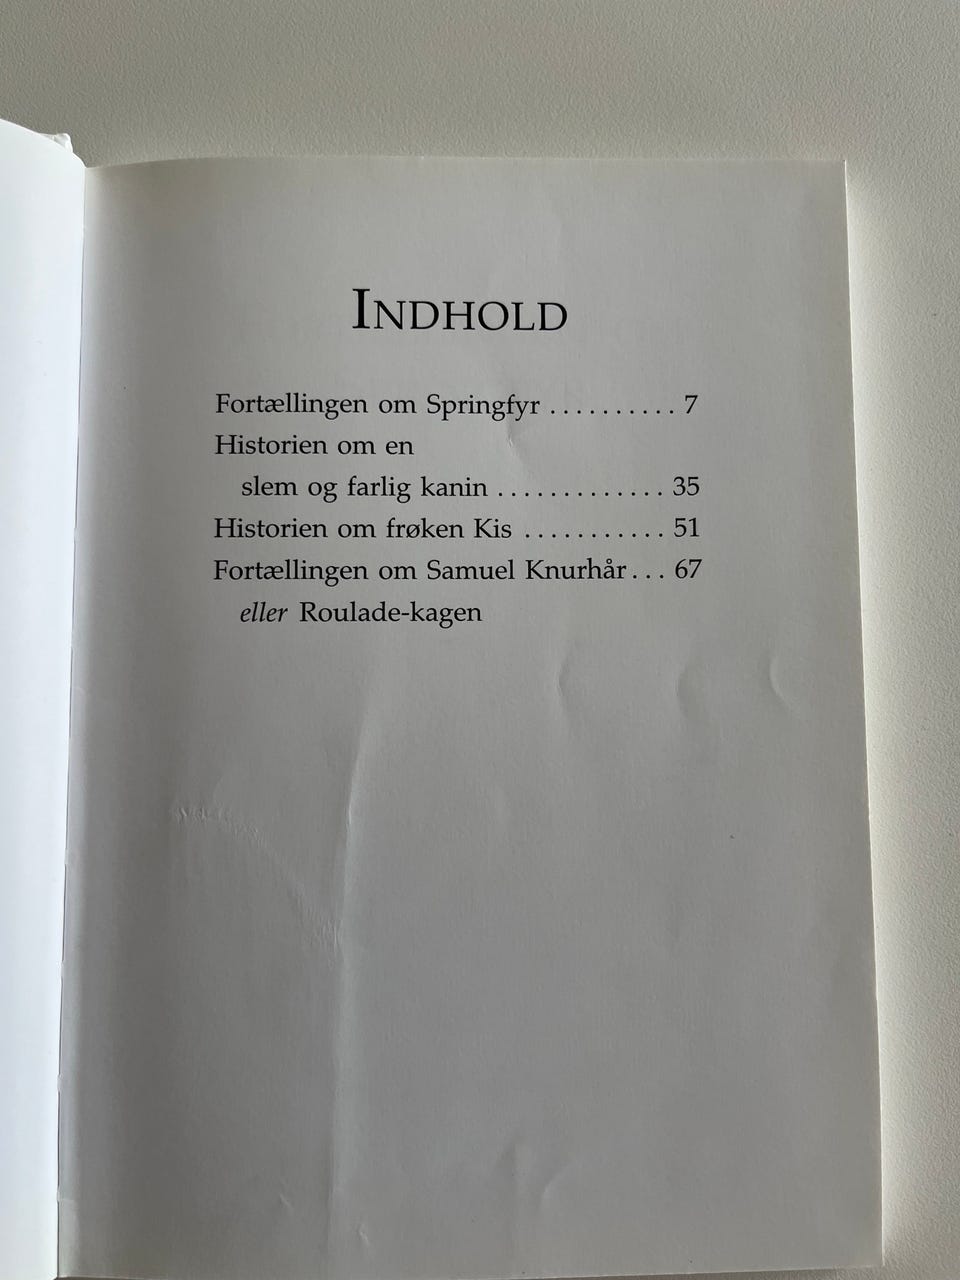 INDHOLD
Fortællingen om Springfyr . . . . . . . . . . 7
Historien om en
slem og farlig kanin . . . . . . . . . . . . . 35
Historien om frøken Kis . . . . . . . . . . . 51
Fortællingen om Samuel Knurhår . . . 67
eller Roulade-kagen